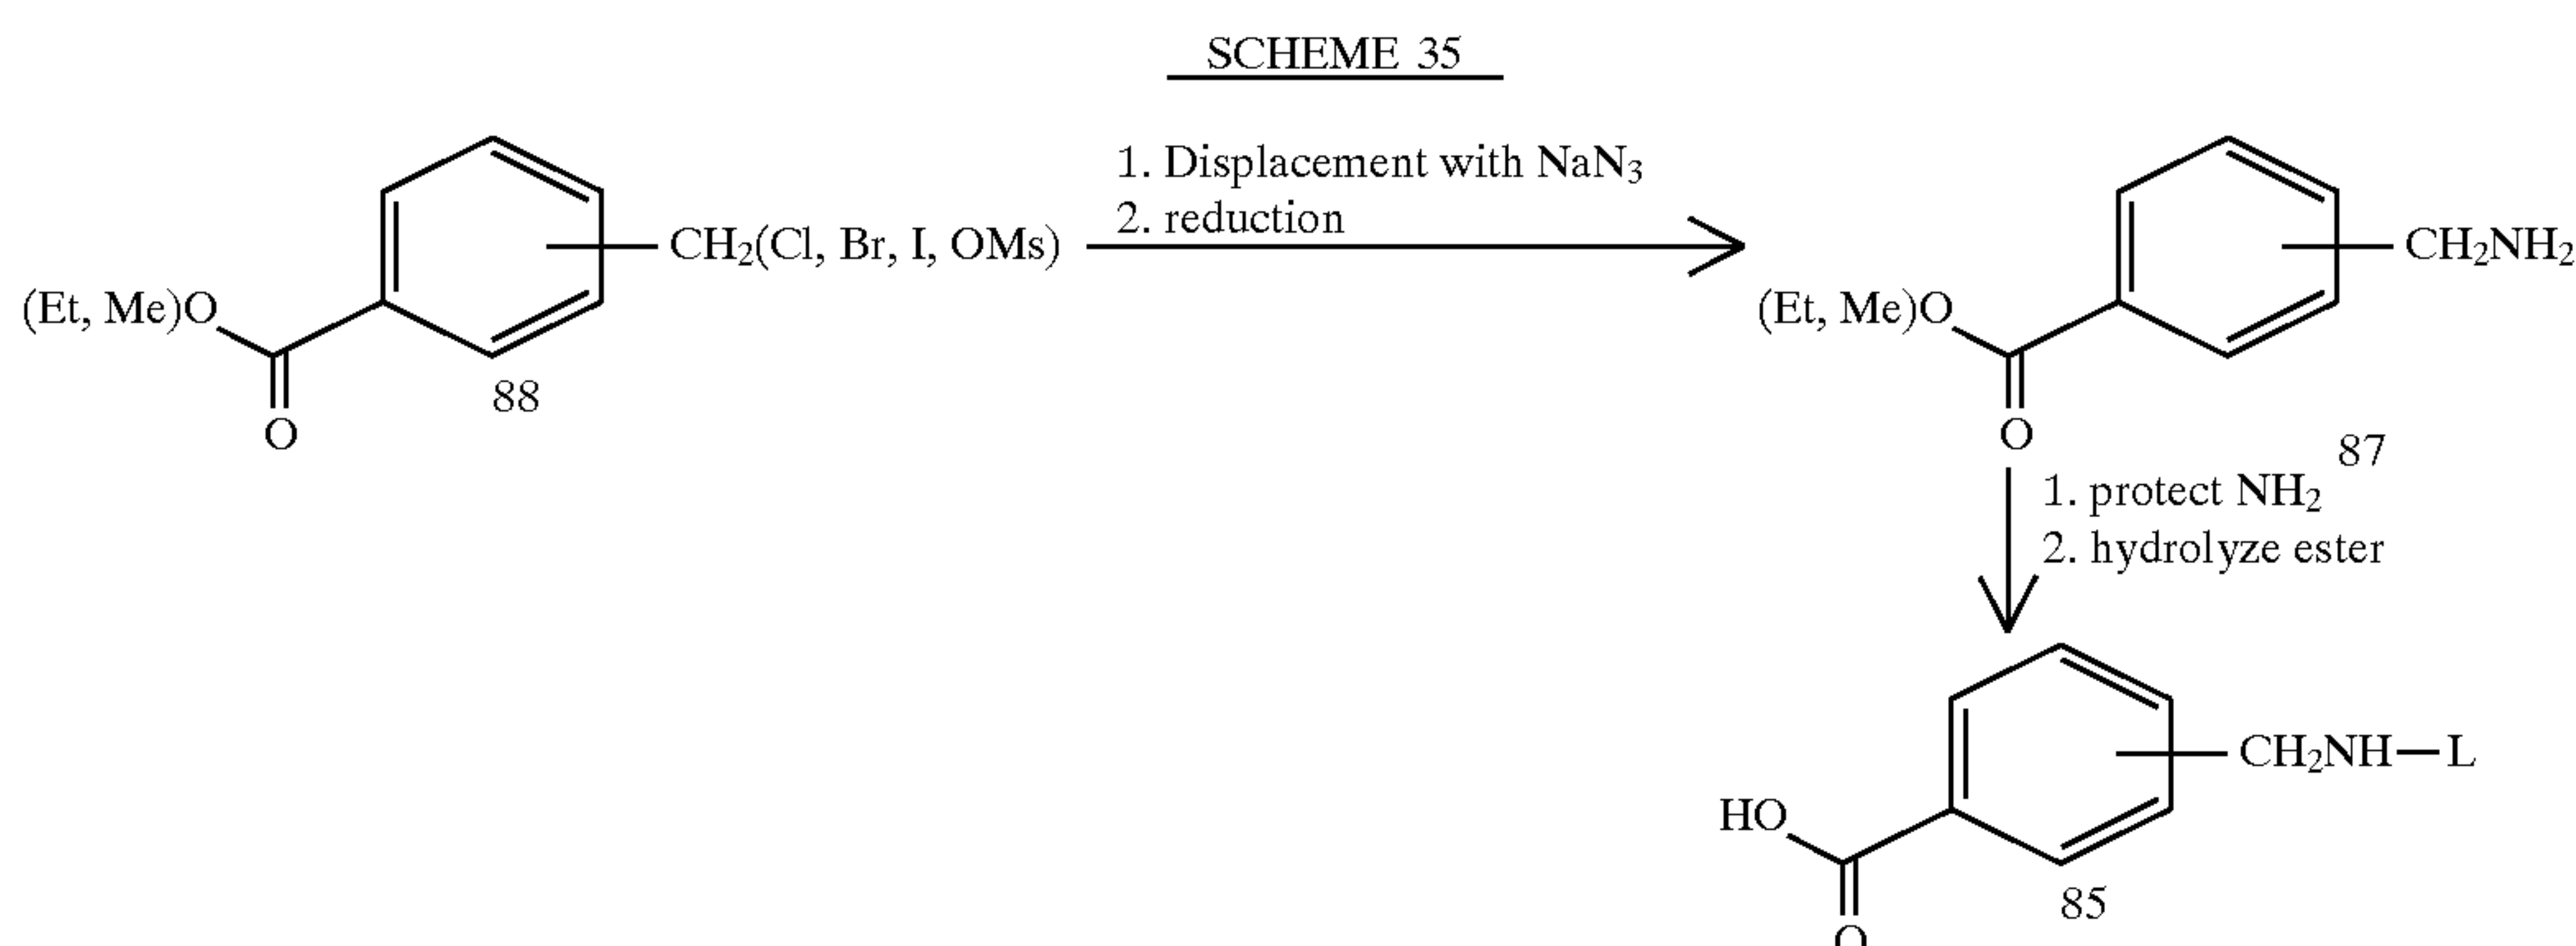 SCHEME 35
1. Displacement with NaN₃
2. reduction
CH₂(Cl, Br, I, OMs)
(Et, Me)O
O
88
CH₂NH₂
(Et, Me)O
O
87
1. protect NH₂
2. hydrolyze ester
CH₂NH—L
HO
O
85